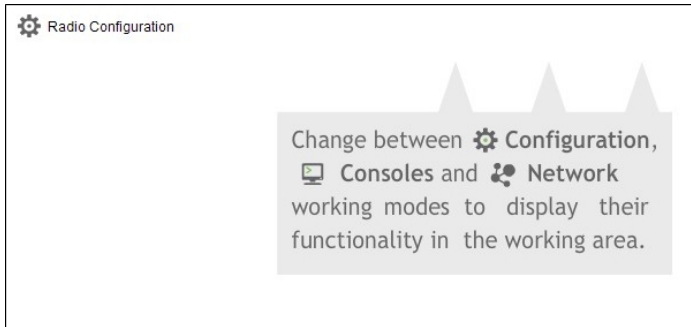 Radio Configuration
Change between Configuration,
Consoles and Network
working modes to display their
functionality in the working area.